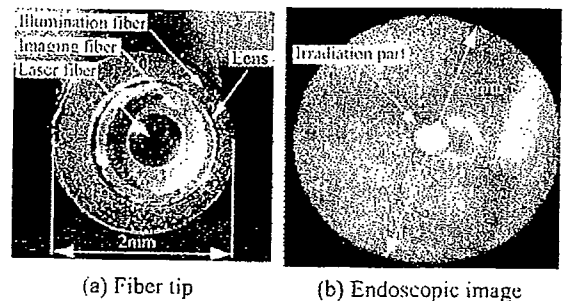 Illumination fiber
Imaging fiber
Laser fiber
Lens
2mm
(a) Fiber tip
Irradiation part
(b) Endoscopic image